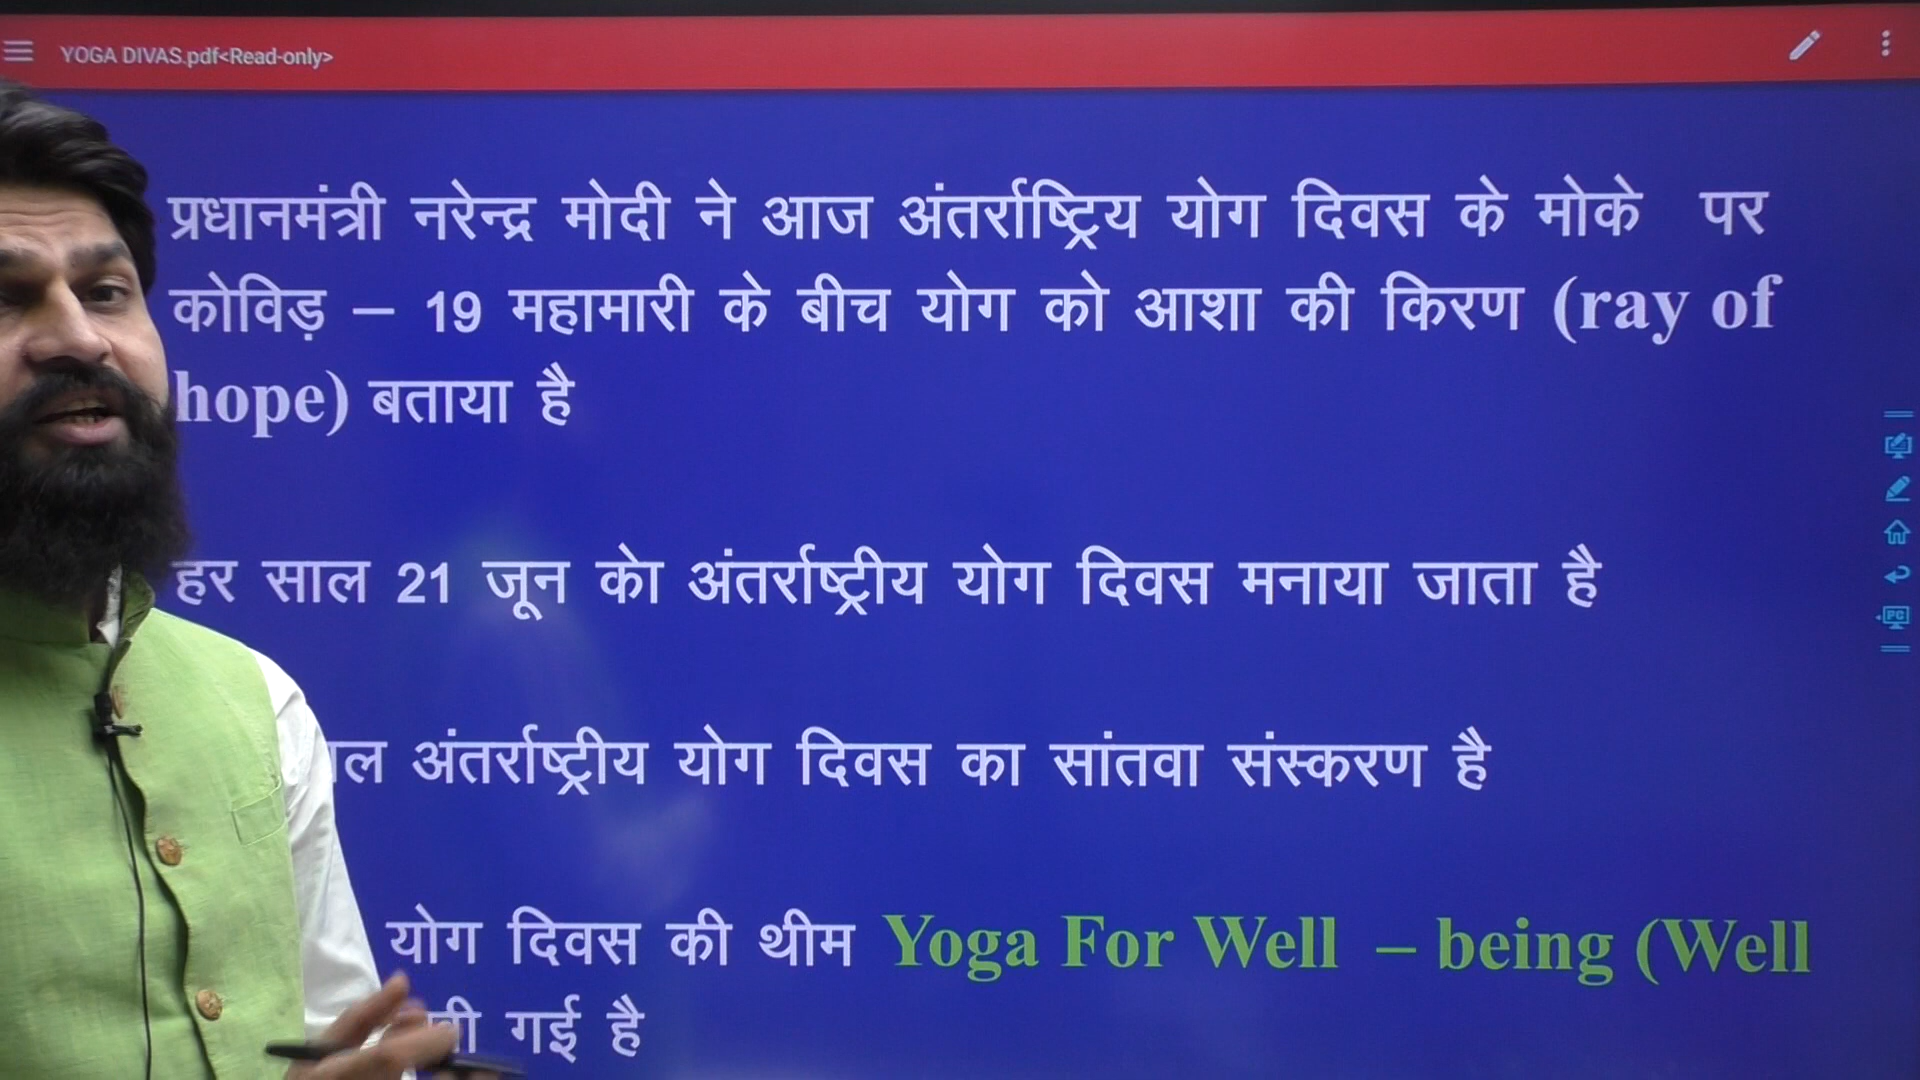 YOGA DIVAS.pdf<Read-only>
प्रधानमंत्री नरेन्द्र मोदी ने आज अंतर्राष्ट्रिय योग दिवस के मोके पर
कोविड़ – 19 महामारी के बीच योग को आशा की किरण (ray of
hope) बताया है
हर साल 21 जून को अंतर्राष्ट्रीय योग दिवस मनाया जाता है
अंतर्राष्ट्रीय योग दिवस का सांतवा संस्करण है
योग दिवस की थीम Yoga For Well – being (Well
गई है
PC